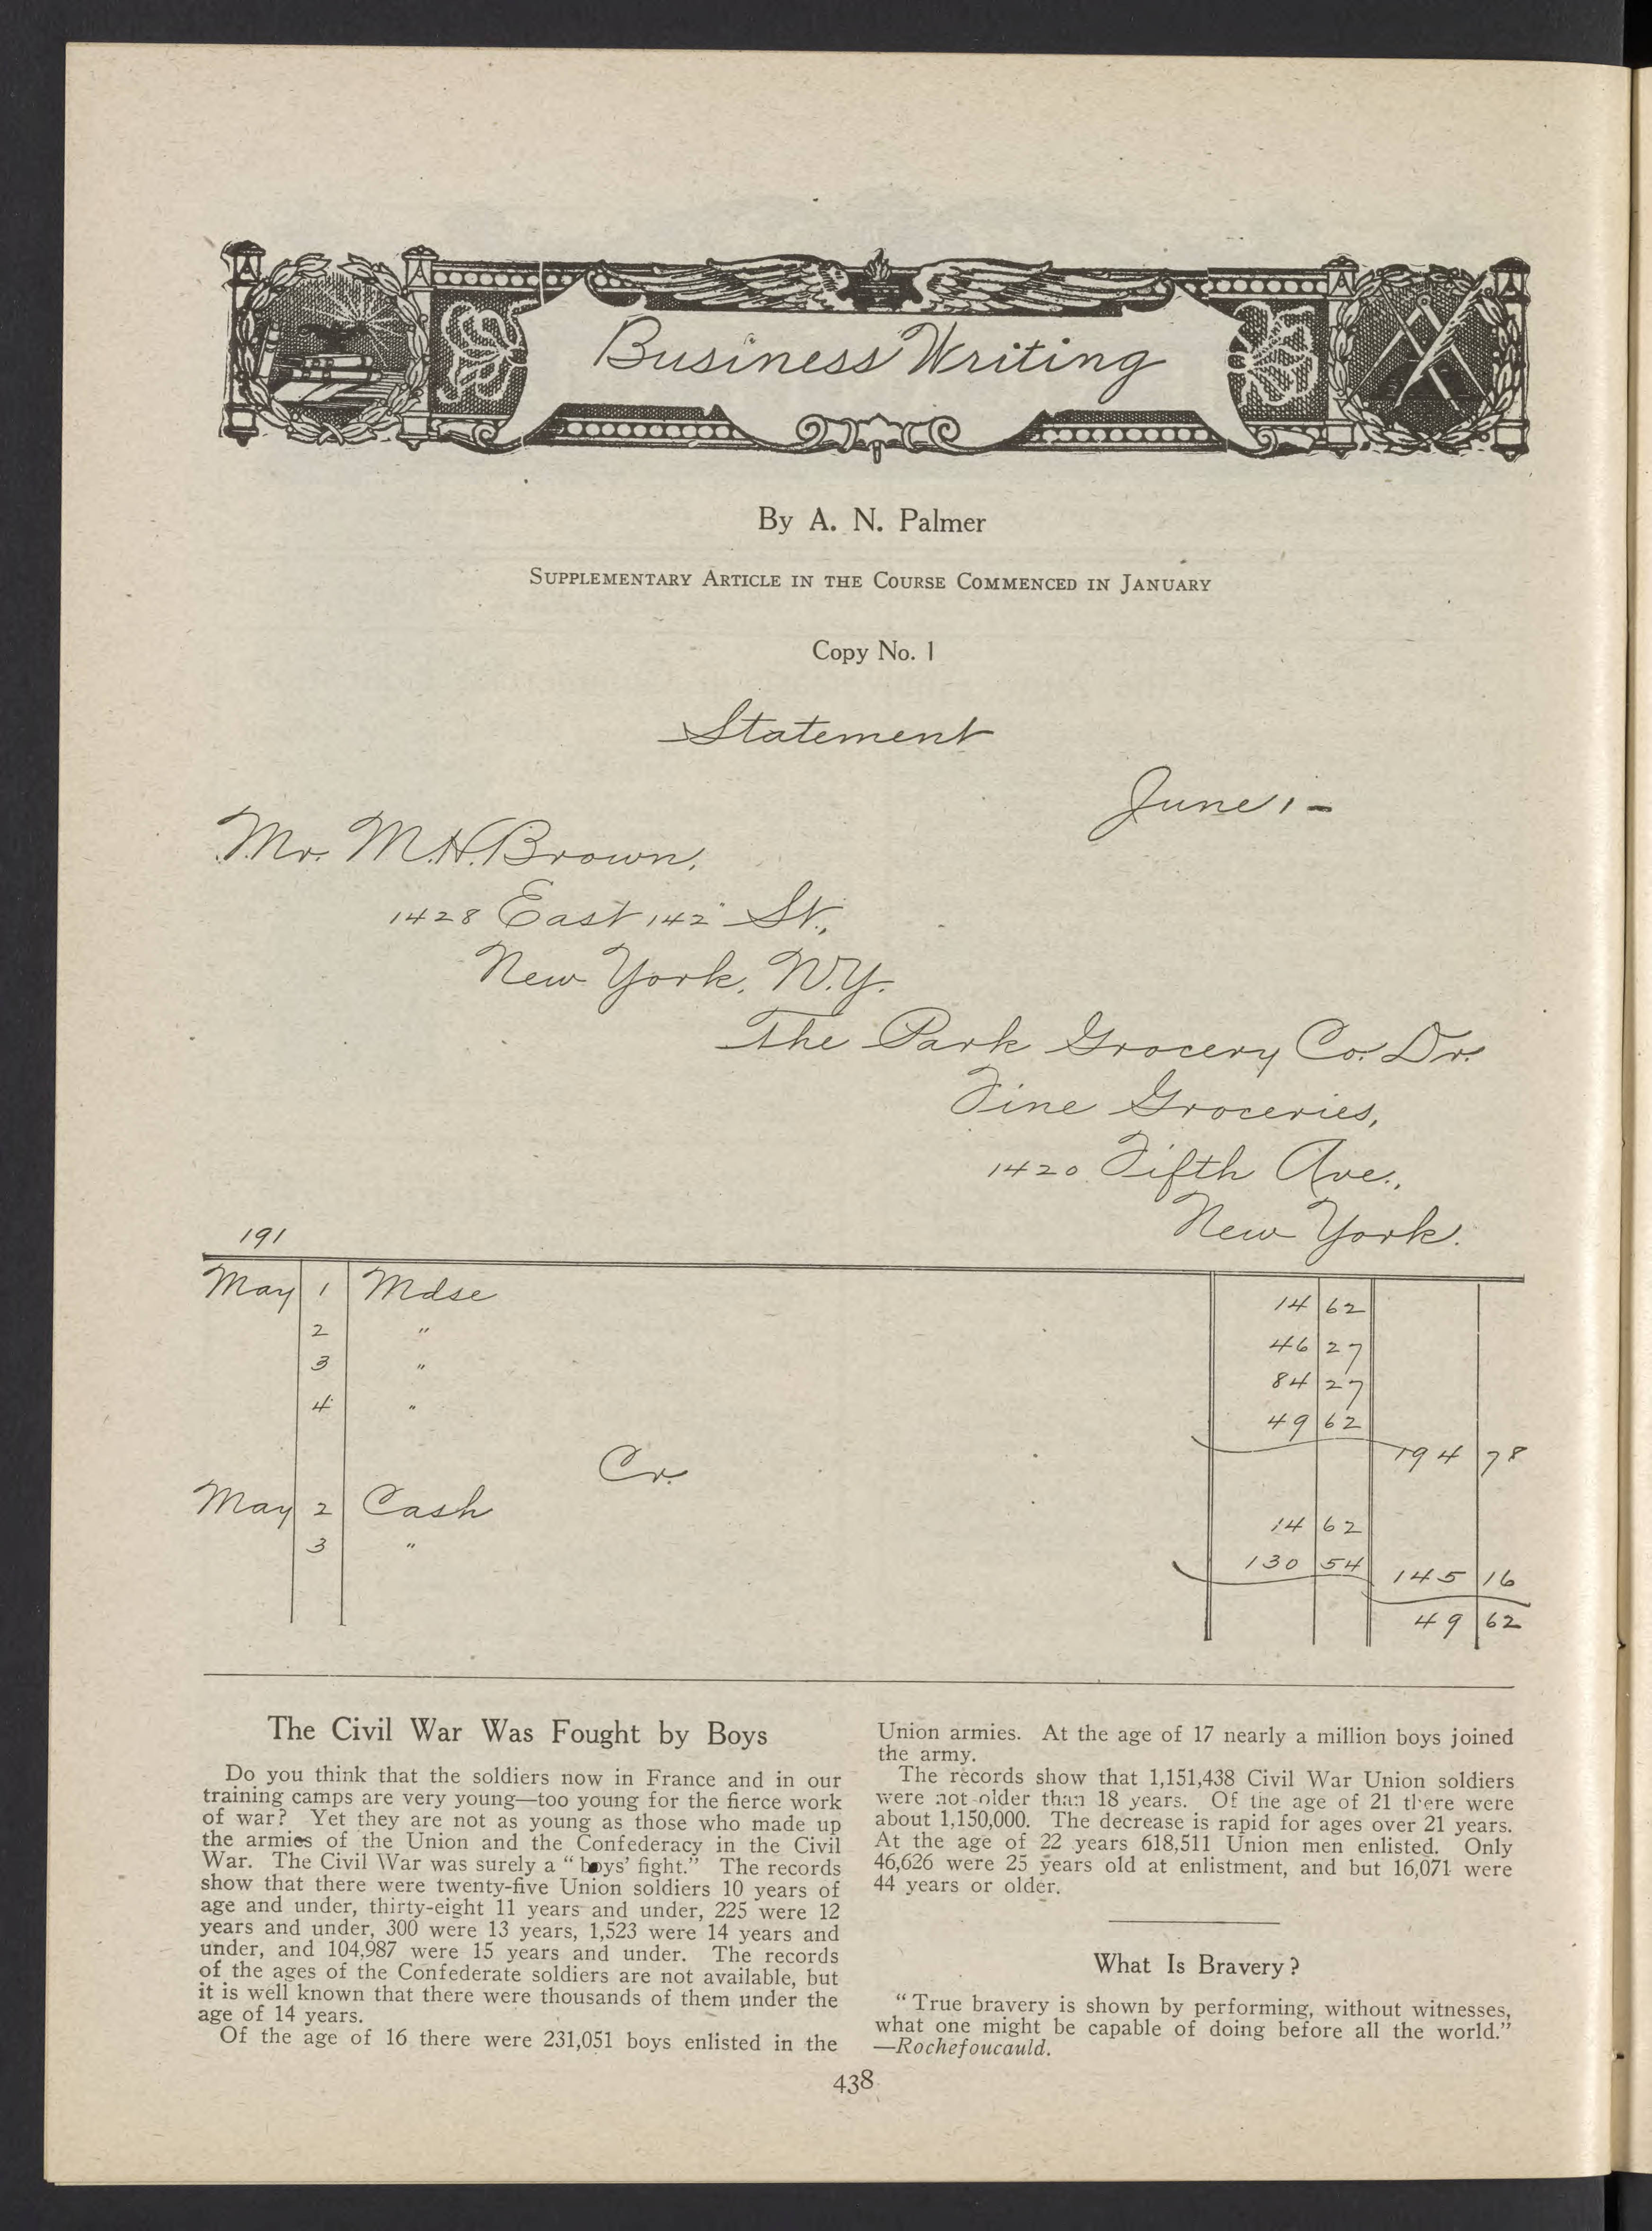 Business Writing
By A. N. Palmer
Supplementary Article in the Course Commenced in January
Copy No. 1
Statement
June 1-
Mr. M.H. Brown,
1428 East 142" St.,
New York, N.Y.
The Park Grocery Co. Dr.
Fine Groceries,
1420 Fifth Ave.,
New York.
191
May 1 Mdse 14 62
2 " 46 27
3 " 84 27
4 " 49 62
194 78
Cr.
May 2 Cash 14 62
3 " 130 54 145 16
49 62
The Civil War Was Fought by Boys
Do you think that the soldiers now in France and in our
training camps are very young—too young for the fierce work
of war? Yet they are not as young as those who made up
the armies of the Union and the Confederacy in the Civil
War. The Civil War was surely a "boys' fight." The records
show that there were twenty-five Union soldiers 10 years of
age and under, thirty-eight 11 years and under, 225 were 12
years and under, 300 were 13 years, 1,523 were 14 years and
under, and 104,987 were 15 years and under. The records
of the ages of the Confederate soldiers are not available, but
it is well known that there were thousands of them under the
age of 14 years.
Of the age of 16 there were 231,051 boys enlisted in the
Union armies. At the age of 17 nearly a million boys joined
the army.
The records show that 1,151,438 Civil War Union soldiers
were not older than 18 years. Of the age of 21 there were
about 1,150,000. The decrease is rapid for ages over 21 years.
At the age of 22 years 618,511 Union men enlisted. Only
46,626 were 25 years old at enlistment, and but 16,071 were
44 years or older.
What Is Bravery?
"True bravery is shown by performing, without witnesses,
what one might be capable of doing before all the world."
—Rochefoucauld.
438